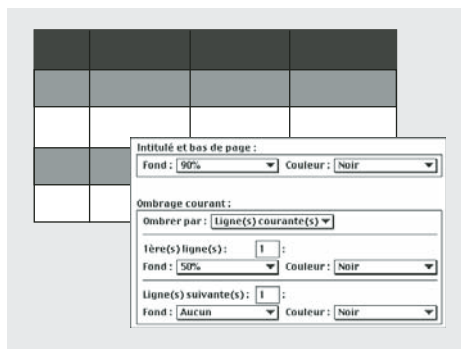 Intitulé et bas de page :
Fond : 90% Couleur : Noir
Ombrage courant :
Ombrer par : Ligne(s) courante(s)
1ère(s) ligne(s) : 1 :
Fond : 50% Couleur : Noir
Ligne(s) suivante(s) : 1 :
Fond : Aucun Couleur : Noir